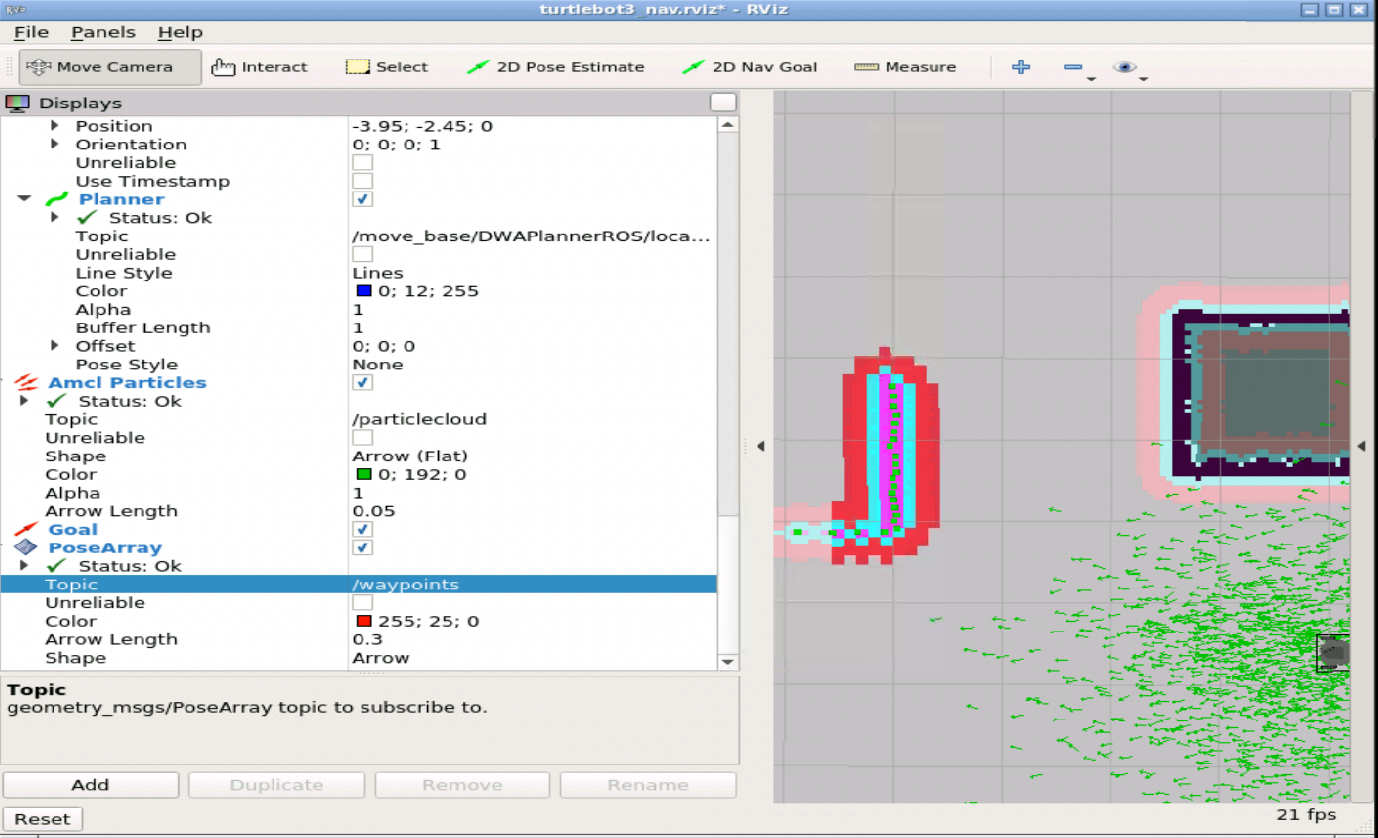 turtlebot3_nav.rviz* - RViz
File Panels Help
Move Camera Interact Select 2D Pose Estimate 2D Nav Goal Measure
Displays
Position -3.95; -2.45; 0
Orientation 0; 0; 0; 1
Unreliable
Use Timestamp
Planner
Status: Ok
Topic /move_base/DWAPlannerROS/loca...
Unreliable
Line Style Lines
Color 0; 12; 255
Alpha 1
Buffer Length 1
Offset 0; 0; 0
Pose Style None
Amcl Particles
Status: Ok
Topic /particlecloud
Unreliable
Shape Arrow (Flat)
Color 0; 192; 0
Alpha 1
Arrow Length 0.05
Goal
PoseArray
Status: Ok
Topic /waypoints
Unreliable
Color 255; 25; 0
Arrow Length 0.3
Shape Arrow
Topic
geometry_msgs/PoseArray topic to subscribe to.
Add Duplicate Remove Rename
Reset 21 fps